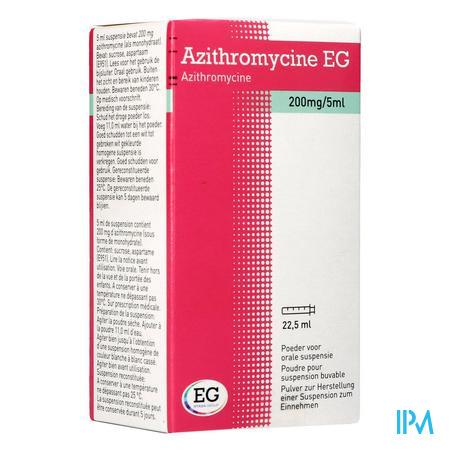 Azithromycine EG
Azithromycine
200mg/5ml
22,5 ml
Poeder voor
orale suspensie
Poudre pour
suspension buvable
Pulver zur Herstellung
einer Suspension zum
Einnehmen
EG
5 ml suspensie bevat 200 mg
azithromycine (als monohydraat).
Bevat: sucrose, aspartaam
(E951). Lees voor het gebruik
de bijsluiter. Oraal gebruik. Buiten
het zicht en bereik van kinderen
houden. Bewaren beneden 30°C.
Op medisch voorschrift.
Bereiding van de suspensie:
Schud het droge poeder los.
Voeg 11,0 ml water bij het poeder.
Goed schudden tot een wit tot
gebroken wit gekleurde
homogene suspensie is
verkregen. Goed schudden voor
gebruik. Gereconstitueerde
suspensie: Bewaren beneden
25°C. De gereconstitueerde
suspensie kan 5 dagen bewaard
blijven.
5 ml de suspension contient
200 mg d'azithromycine (sous
forme de monohydrate).
Contient: sucrose, aspartame
(E951). Lire la notice avant
utilisation. Voie orale. Tenir hors
de la vue et de la portée des
enfants. A conserver à une
température ne dépassant pas
30°C. Sur prescription médicale.
Préparation de la suspension:
Agiter la poudre sèche. Ajouter à
la poudre 11,0 ml d'eau.
Agiter bien jusqu'à l'obtention
d'une suspension homogène de
couleur blanche à blanc cassé.
Agiter bien avant utilisation.
Suspension reconstituée:
A conserver à une température
ne dépassant pas 25 °C.
La suspension reconstituée peut
être conservée durant 5 jours.
IPM